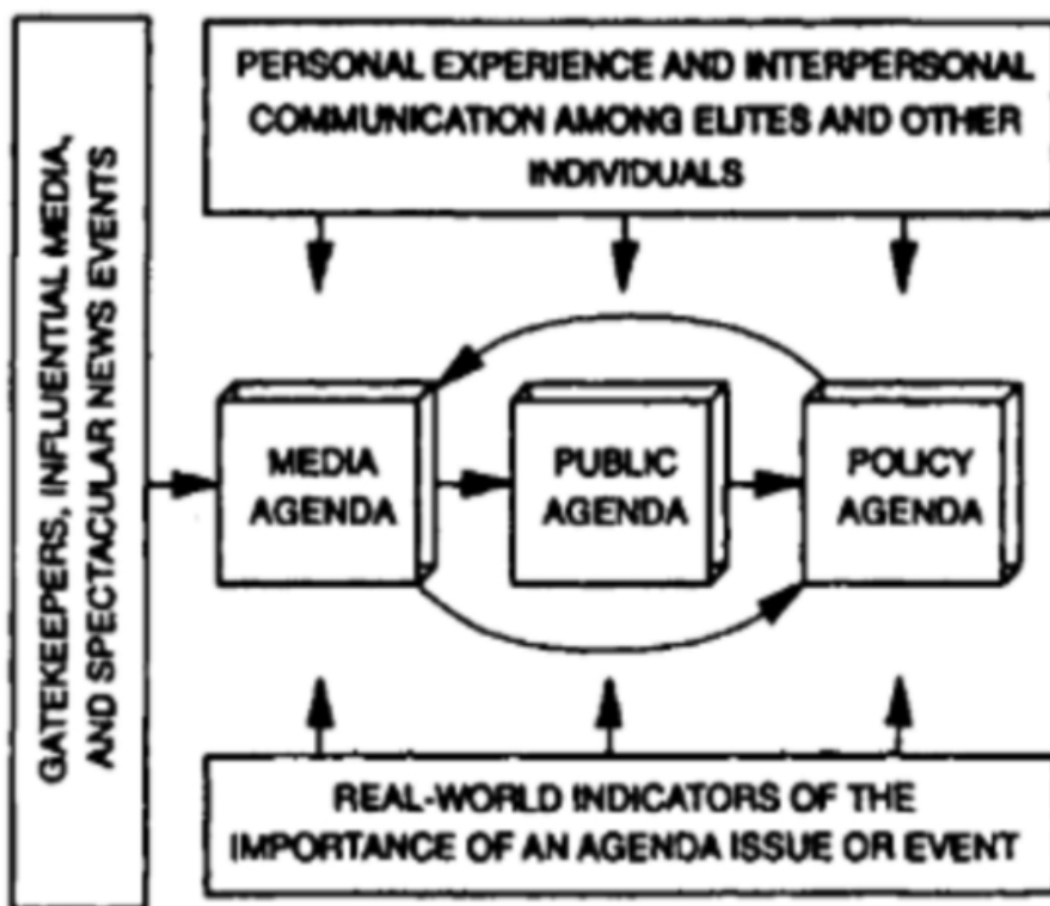 GATEKEEPERS, INFLUENTIAL MEDIA,
AND SPECTACULAR NEWS EVENTS
PERSONAL EXPERIENCE AND INTERPERSONAL
COMMUNICATION AMONG ELITES AND OTHER
INDIVIDUALS
MEDIA
AGENDA
PUBLIC
AGENDA
POLICY
AGENDA
REAL-WORLD INDICATORS OF THE
IMPORTANCE OF AN AGENDA ISSUE OR EVENT